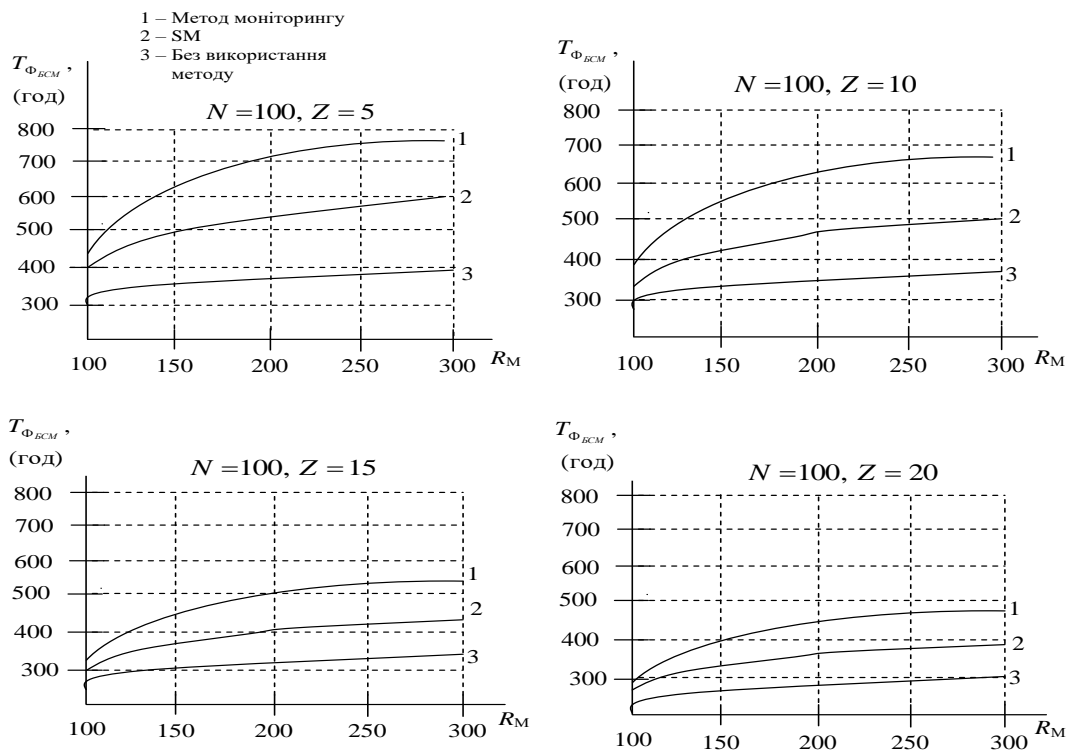 1 – Метод моніторингу
2 – SM
3 – Без використання
методу
T_Ф_БСМ ,
(год)
N =100, Z = 5
800
700
600
500
400
300
1
2
3
100 150 200 250 300 R_М
T_Ф_БСМ ,
(год)
N =100, Z =10
800
700
600
500
400
300
1
2
3
100 150 200 250 300 R_М
T_Ф_БСМ ,
(год)
N =100, Z =15
800
700
600
500
400
300
1
2
3
100 150 200 250 300 R_М
T_Ф_БСМ ,
(год)
N =100, Z = 20
800
700
600
500
400
300
1
2
3
100 150 200 250 300 R_М